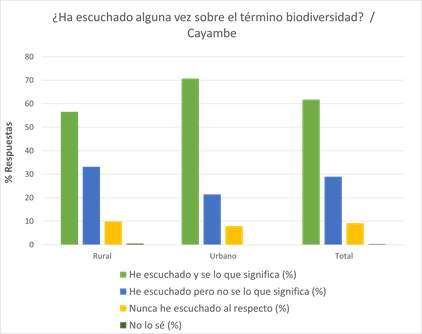 ¿Ha escuchado alguna vez sobre el término biodiversidad? /
Cayambe
% Respuestas
80
70
60
50
40
30
20
10
0
Rural
Urbano
Total
He escuchado y se lo que significa (%)
He escuchado pero no se lo que significa (%)
Nunca he escuchado al respecto (%)
No lo sé (%)